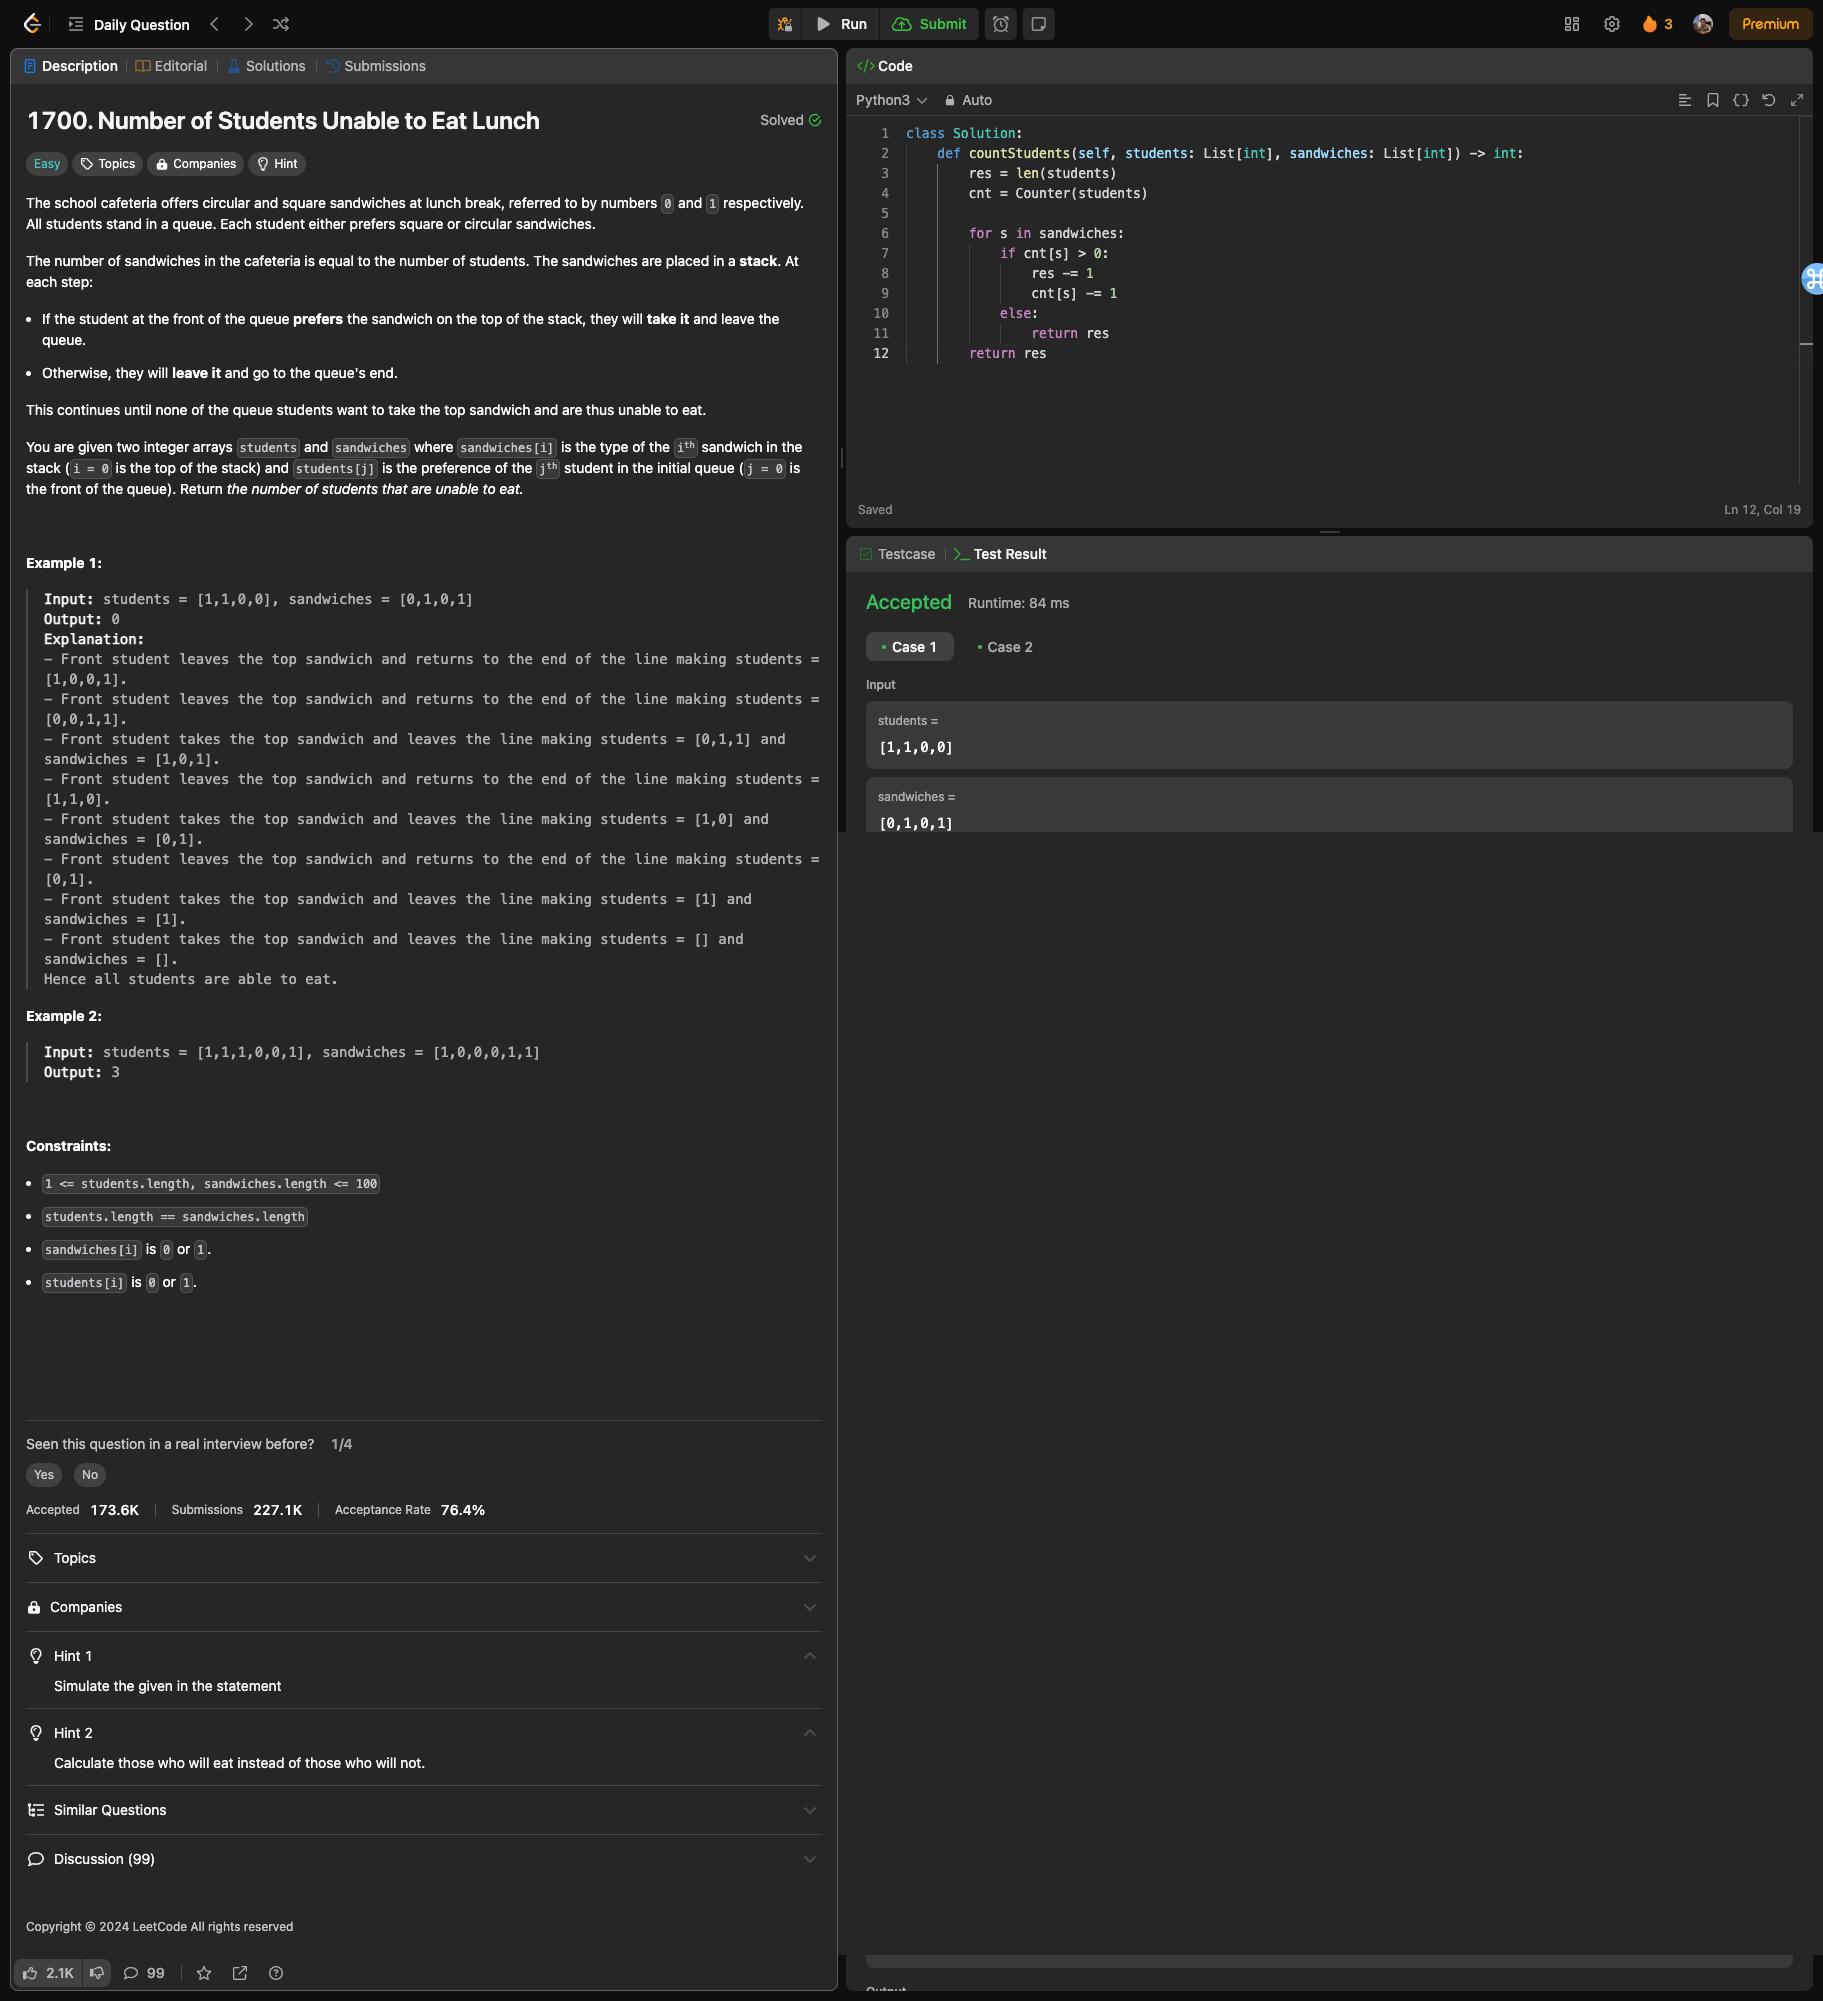 Daily Question
Run
Submit
3
Premium
Description
Editorial
Solutions
Submissions
1700. Number of Students Unable to Eat Lunch
Solved
Easy
Topics
Companies
Hint
The school cafeteria offers circular and square sandwiches at lunch break, referred to by numbers 0 and 1 respectively.
All students stand in a queue. Each student either prefers square or circular sandwiches.
The number of sandwiches in the cafeteria is equal to the number of students. The sandwiches are placed in a stack. At
each step:
• If the student at the front of the queue prefers the sandwich on the top of the stack, they will take it and leave the
queue.
• Otherwise, they will leave it and go to the queue's end.
This continues until none of the queue students want to take the top sandwich and are thus unable to eat.
You are given two integer arrays students and sandwiches where sandwiches[i] is the type of the iᵗʰ sandwich in the
stack (i = 0 is the top of the stack) and students[j] is the preference of the jᵗʰ student in the initial queue (j = 0 is
the front of the queue). Return the number of students that are unable to eat.
Example 1:
Input: students = [1,1,0,0], sandwiches = [0,1,0,1]
Output: 0
Explanation:
- Front student leaves the top sandwich and returns to the end of the line making students =
[1,0,0,1].
- Front student leaves the top sandwich and returns to the end of the line making students =
[0,0,1,1].
- Front student takes the top sandwich and leaves the line making students = [0,1,1] and
sandwiches = [1,0,1].
- Front student leaves the top sandwich and returns to the end of the line making students =
[1,1,0].
- Front student takes the top sandwich and leaves the line making students = [1,0] and
sandwiches = [0,1].
- Front student leaves the top sandwich and returns to the end of the line making students =
[0,1].
- Front student takes the top sandwich and leaves the line making students = [1] and
sandwiches = [1].
- Front student takes the top sandwich and leaves the line making students = [] and
sandwiches = [].
Hence all students are able to eat.
Example 2:
Input: students = [1,1,1,0,0,1], sandwiches = [1,0,0,0,1,1]
Output: 3
Constraints:
• 1 <= students.length, sandwiches.length <= 100
• students.length == sandwiches.length
• sandwiches[i] is 0 or 1.
• students[i] is 0 or 1.
Seen this question in a real interview before? 1/4
Yes No
Accepted 173.6K Submissions 227.1K Acceptance Rate 76.4%
Topics
Companies
Hint 1
Simulate the given in the statement
Hint 2
Calculate those who will eat instead of those who will not.
Similar Questions
Discussion (99)
Copyright © 2024 LeetCode All rights reserved
2.1K 99
</> Code
Python3 Auto
1 class Solution:
2 def countStudents(self, students: List[int], sandwiches: List[int]) -> int:
3 res = len(students)
4 cnt = Counter(students)
5
6 for s in sandwiches:
7 if cnt[s] > 0:
8 res -= 1
9 cnt[s] -= 1
10 else:
11 return res
12 return res
Saved
Ln 12, Col 19
Testcase
>_ Test Result
Accepted Runtime: 84 ms
• Case 1 • Case 2
Input
students =
[1,1,0,0]
sandwiches =
[0,1,0,1]
Output